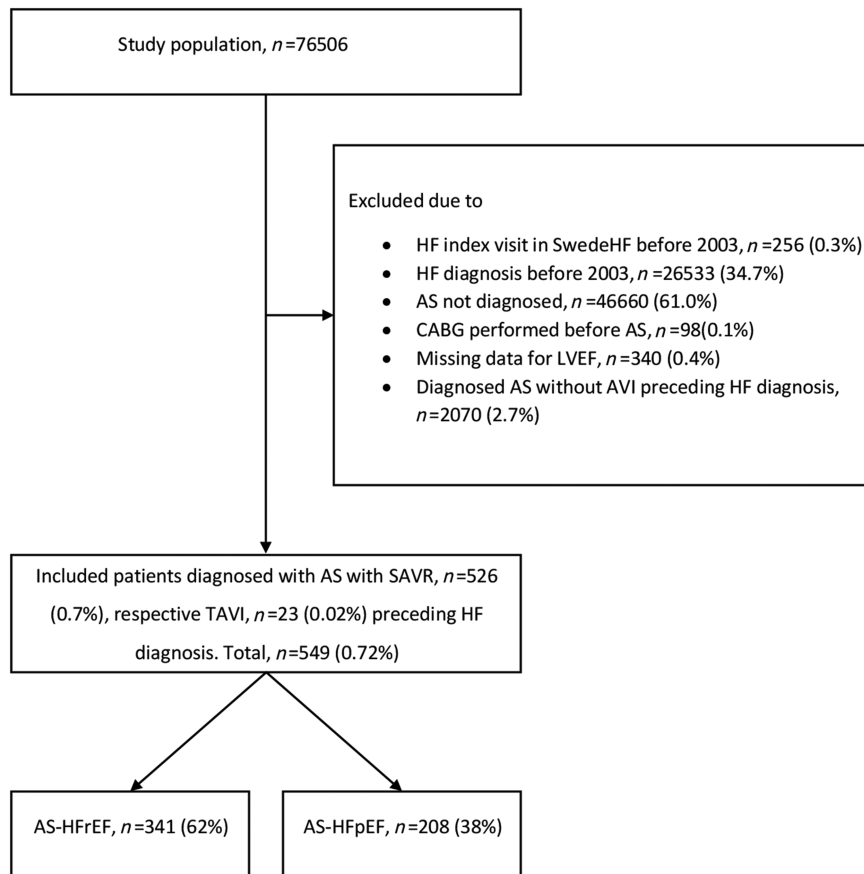 Study population, n=76506
Excluded due to
• HF index visit in SwedeHF before 2003, n=256 (0.3%)
• HF diagnosis before 2003, n=26533 (34.7%)
• AS not diagnosed, n=46660 (61.0%)
• CABG performed before AS, n=98(0.1%)
• Missing data for LVEF, n=340 (0.4%)
• Diagnosed AS without AVI preceding HF diagnosis,
n=2070 (2.7%)
Included patients diagnosed with AS with SAVR, n=526
(0.7%), respective TAVI, n=23 (0.02%) preceding HF
diagnosis. Total, n=549 (0.72%)
AS-HFrEF, n=341 (62%)
AS-HFpEF, n=208 (38%)